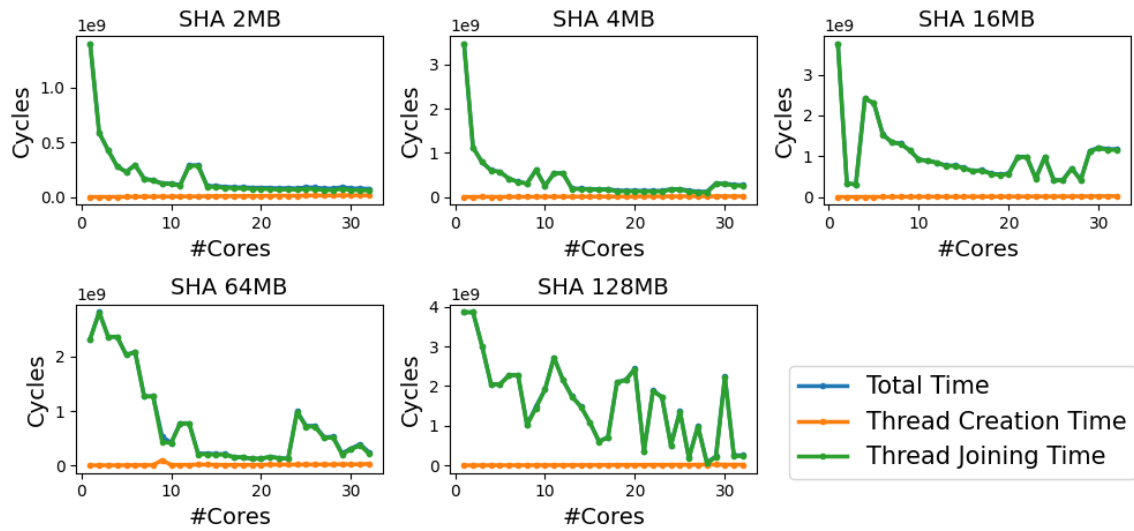 SHA 2MB
1e9
Cycles
1.0
0.5
0.0
0 10 20 30
#Cores
SHA 4MB
1e9
Cycles
3
2
1
0
0 10 20 30
#Cores
SHA 16MB
1e9
Cycles
3
2
1
0
0 10 20 30
#Cores
SHA 64MB
1e9
Cycles
2
1
0
0 10 20 30
#Cores
SHA 128MB
1e9
Cycles
4
3
2
1
0
0 10 20 30
#Cores
Total Time
Thread Creation Time
Thread Joining Time